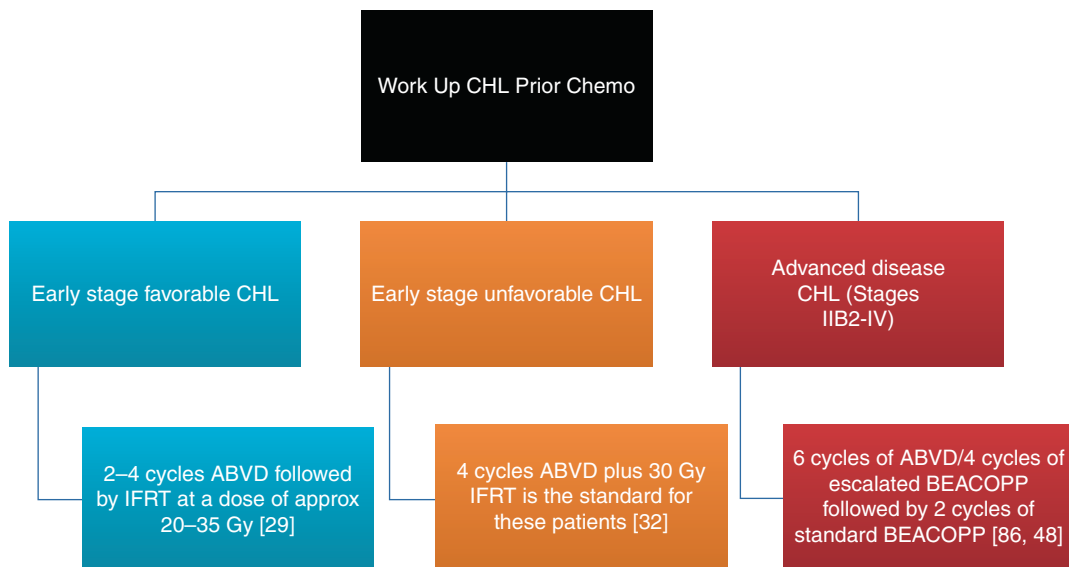 Work Up CHL Prior Chemo
Early stage favorable CHL
Early stage unfavorable CHL
Advanced disease
CHL (Stages
IIB2-IV)
2–4 cycles ABVD followed
by IFRT at a dose of approx
20–35 Gy [29]
4 cycles ABVD plus 30 Gy
IFRT is the standard for
these patients [32]
6 cycles of ABVD/4 cycles of
escalated BEACOPP
followed by 2 cycles of
standard BEACOPP [86, 48]